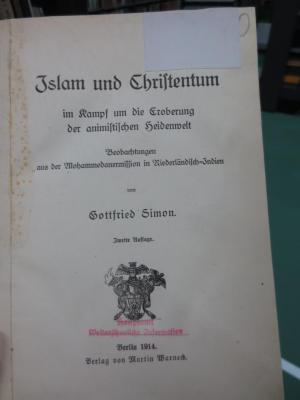 Islam und Christentum
im Kampf um die Eroberung
der animistischen Heidenwelt
Beobachtungen
aus der Mohammedanermission in Niederländisch-Indien
von
Gottfried Simon.
Zweite Auflage.
Berlin 1914.
Verlag von Martin Warneck.